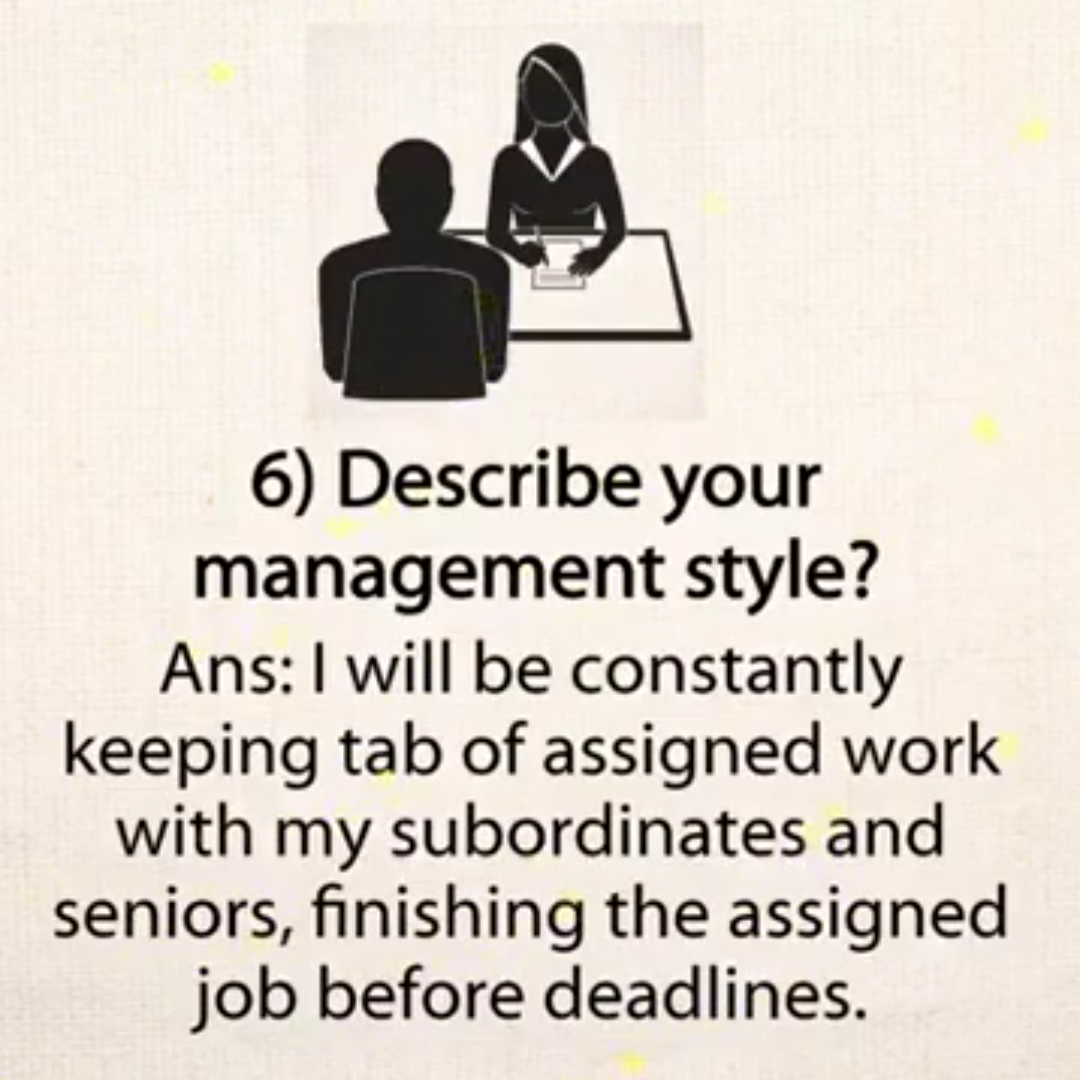 6) Describe your
management style?
Ans: I will be constantly
keeping tab of assigned work
with my subordinates and
seniors, finishing the assigned
job before deadlines.